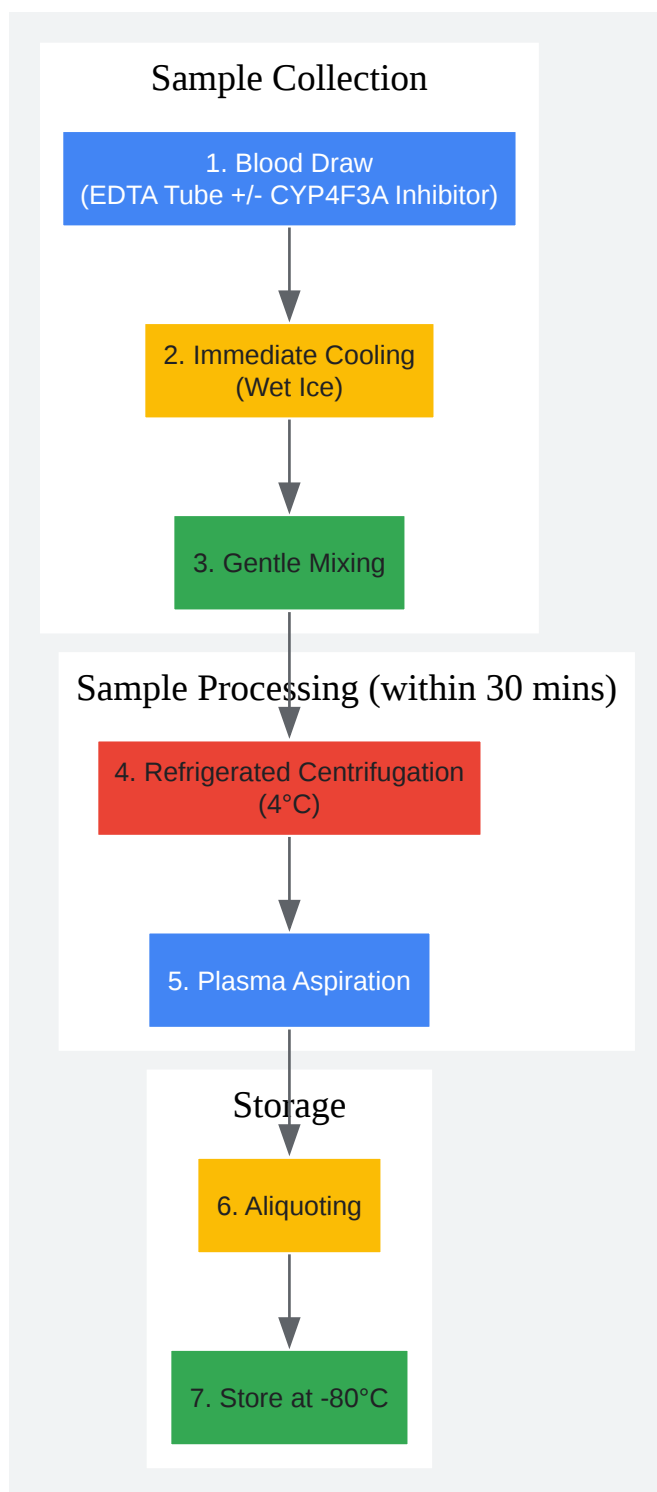 Sample Collection
1. Blood Draw
(EDTA Tube +/- CYP4F3A Inhibitor)
2. Immediate Cooling
(Wet Ice)
3. Gentle Mixing
Sample Processing (within 30 mins)
4. Refrigerated Centrifugation
(4°C)
5. Plasma Aspiration
Storage
6. Aliquoting
7. Store at -80°C